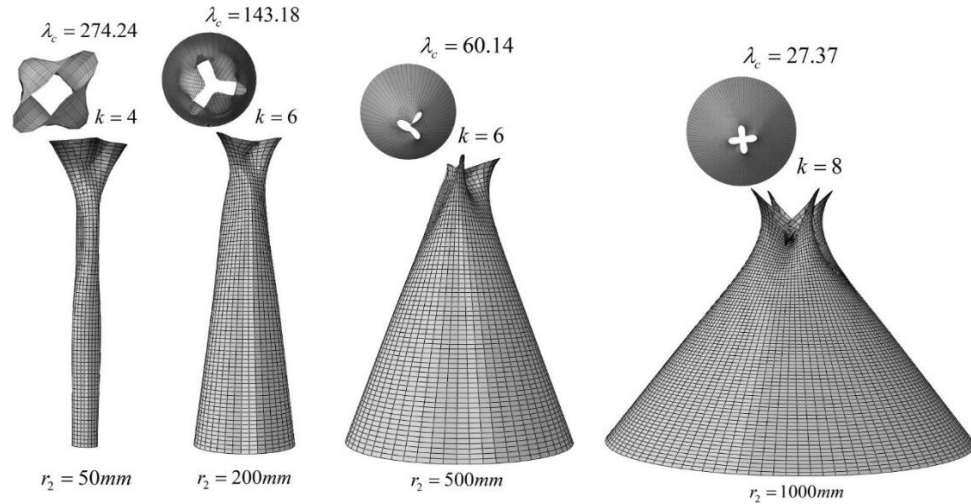 λc = 274.24
k = 4
r2 = 50mm
λc = 143.18
k = 6
r2 = 200mm
λc = 60.14
k = 6
r2 = 500mm
λc = 27.37
k = 8
r2 = 1000mm